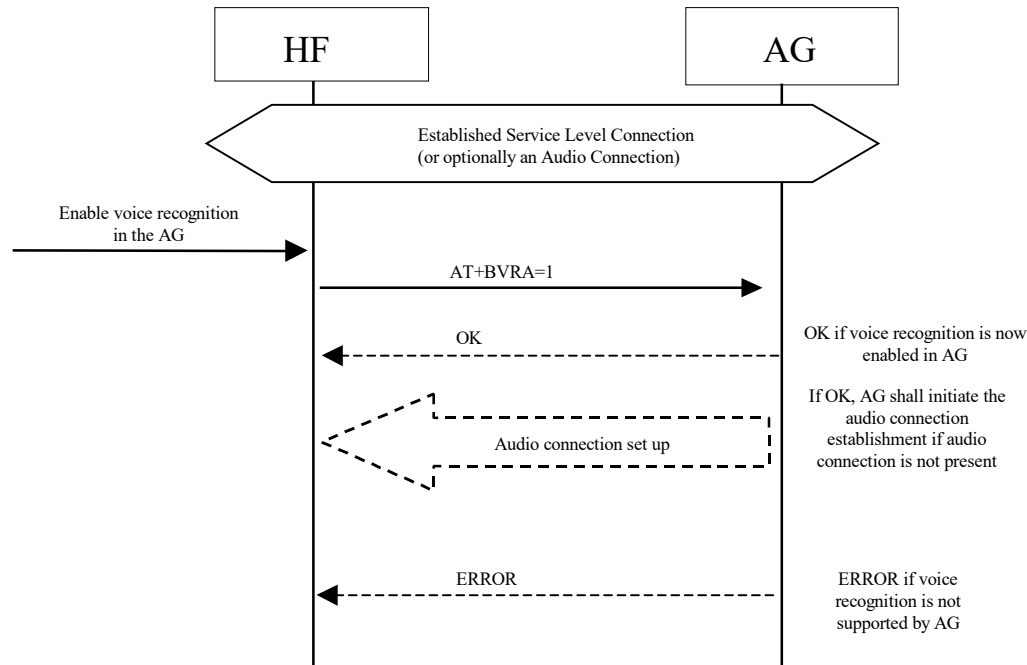 HF
AG
Established Service Level Connection
(or optionally an Audio Connection)
Enable voice recognition
in the AG
AT+BVRA=1
OK
OK if voice recognition is now
enabled in AG
If OK, AG shall initiate the
audio connection
establishment if audio
connection is not present
Audio connection set up
ERROR
ERROR if voice
recognition is not
supported by AG